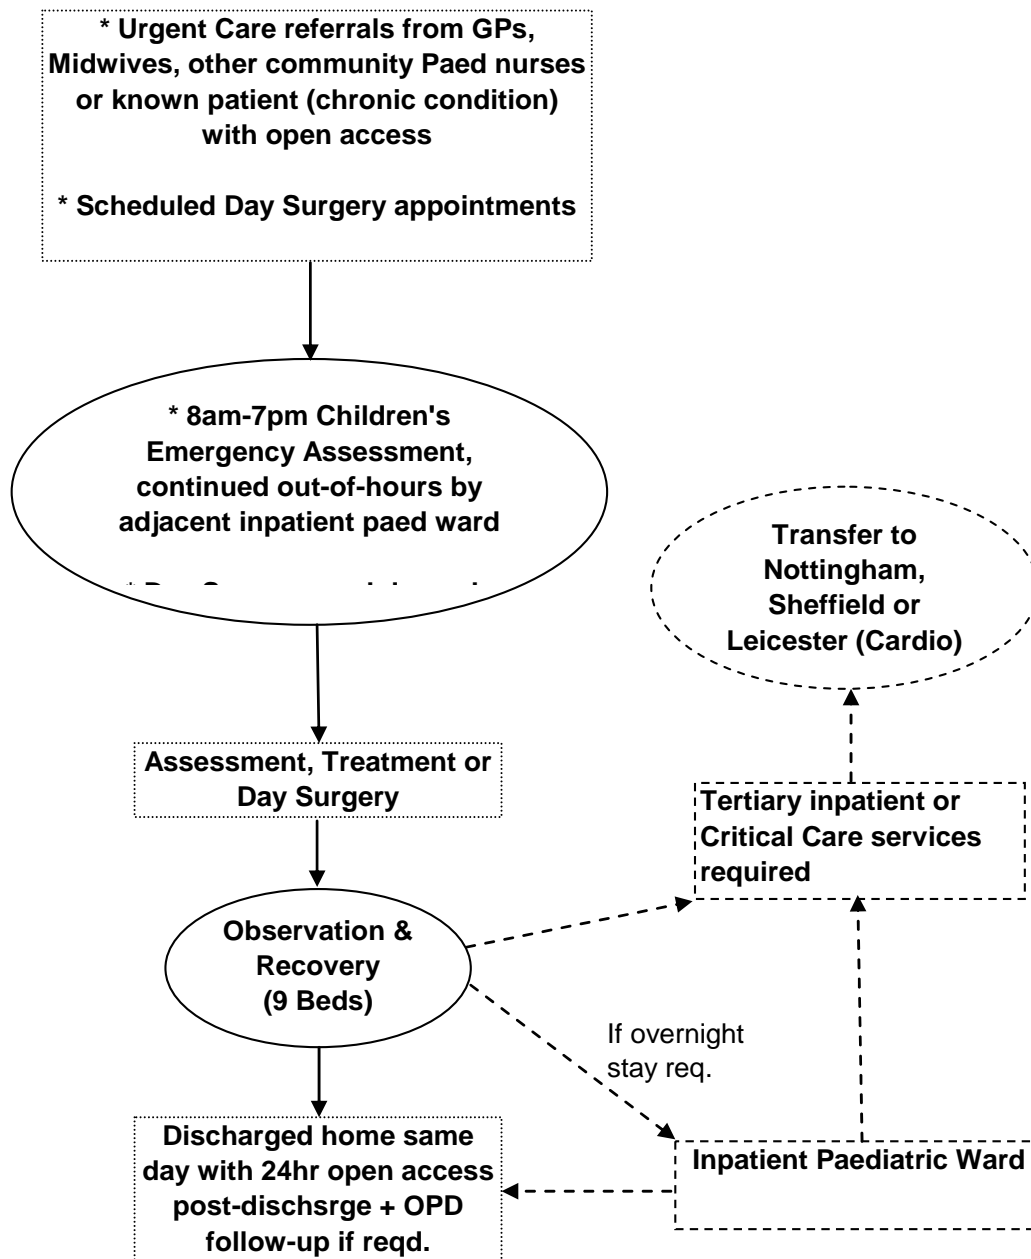 * Urgent Care referrals from GPs,
Midwives, other community Paed nurses
or known patient (chronic condition)
with open access
* Scheduled Day Surgery appointments
* 8am-7pm Children's
Emergency Assessment,
continued out-of-hours by
adjacent inpatient paed ward
Transfer to
Nottingham,
Sheffield or
Leicester (Cardio)
Assessment, Treatment or
Day Surgery
Tertiary inpatient or
Critical Care services
required
Observation &
Recovery
(9 Beds)
If overnight
stay req.
Discharged home same
day with 24hr open access
post-dischsrge + OPD
follow-up if reqd.
Inpatient Paediatric Ward